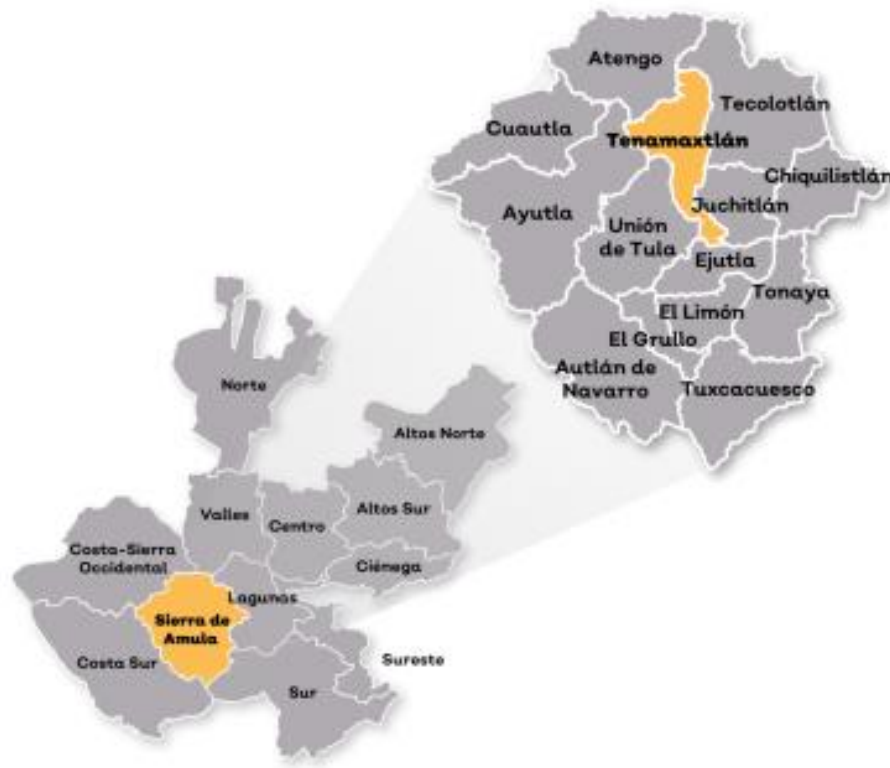 Atengo
Tecolotlán
Cuautla
Tenamaxtlán
Chiquilistlán
Juchitlán
Ayutla
Unión
de Tula
Ejutla
Tonaya
El Limón
El Grullo
Autlán de
Navarro
Tuxcacuesco
Norte
Altos Norte
Valles
Centro
Altos Sur
Costa-Sierra
Occidental
Ciénega
Lagunas
Sierra de
Amula
Costa Sur
Sur
Sureste